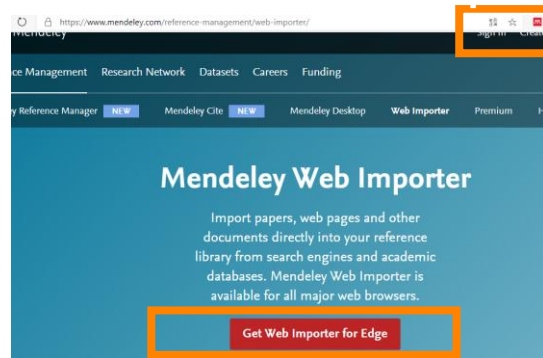 https://www.mendeley.com/reference-management/web-importer/
Mendeley Sign In
Management Research Network Datasets Careers Funding
Reference Manager NEW Mendeley Cite NEW Mendeley Desktop Web Importer Premium
Mendeley Web Importer
Import papers, web pages and other
documents directly into your reference
library from search engines and academic
databases. Mendeley Web Importer is
available for all major web browsers.
Get Web Importer for Edge